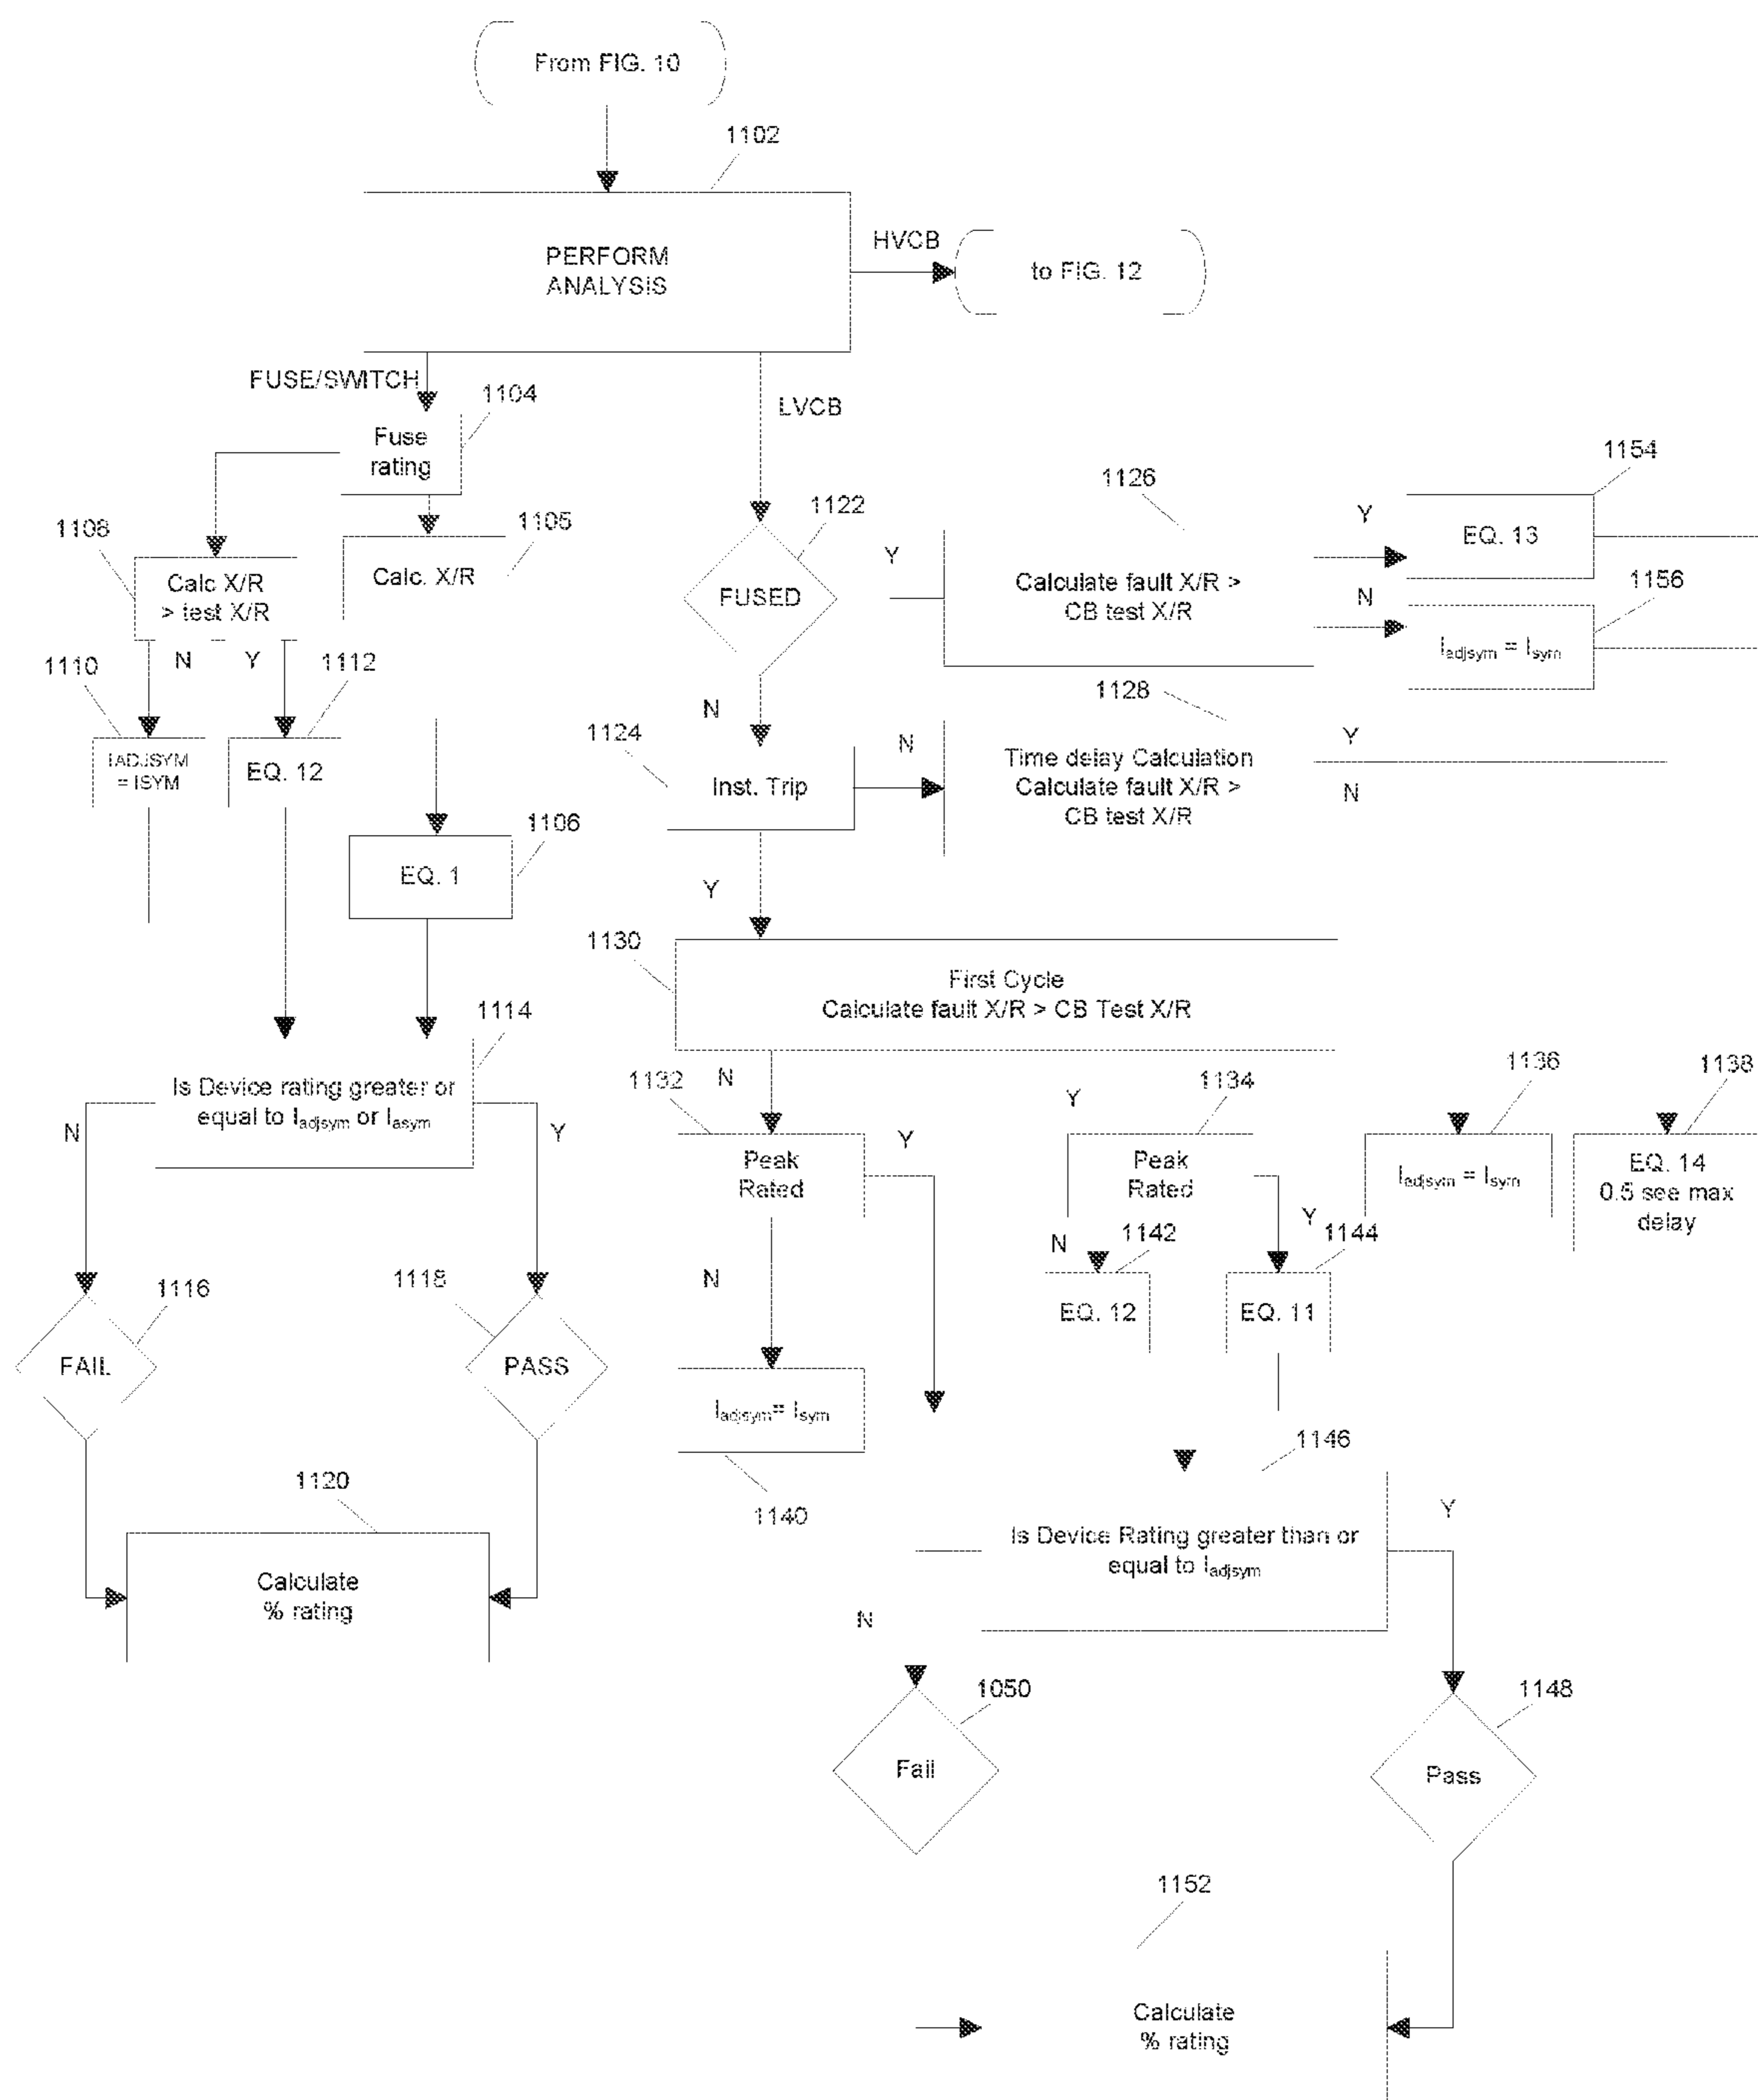 From FIG. 10
1102
PERFORM
ANALYSIS
HVCB
to FIG. 12
FUSE/SWITCH
1104
Fuse
rating
LVCB
1108
Calc X/R
> test X/R
1105
Calc. X/R
1122
FUSED
Y
1126
Calculate fault X/R >
CB test X/R
Y
N
1154
EQ. 13
1156
Iadjsym = Isym
1110
N
Y
1112
IADJSYM
= ISYM
EQ. 12
N
1124
Inst. Trip
N
1128
Time delay Calculation
Calculate fault X/R >
CB test X/R
Y
N
1106
EQ. 1
Y
1130
First Cycle
Calculate fault X/R > CB Test X/R
1114
Is Device rating greater or
equal to Iadjsym or Iasym
N
Y
1132
N
Peak
Rated
Y
Y
1134
Peak
Rated
1136
Iadjsym = Isym
1138
EQ. 14
0.5 see max
delay
N
1142
EQ. 12
Y
1144
EQ. 11
1116
FAIL
1118
PASS
N
Iadjsym= Isym
1140
1120
Calculate
% rating
1146
Is Device Rating greater than or
equal to Iadjsym
Y
N
1050
Fail
1148
Pass
1152
Calculate
% rating